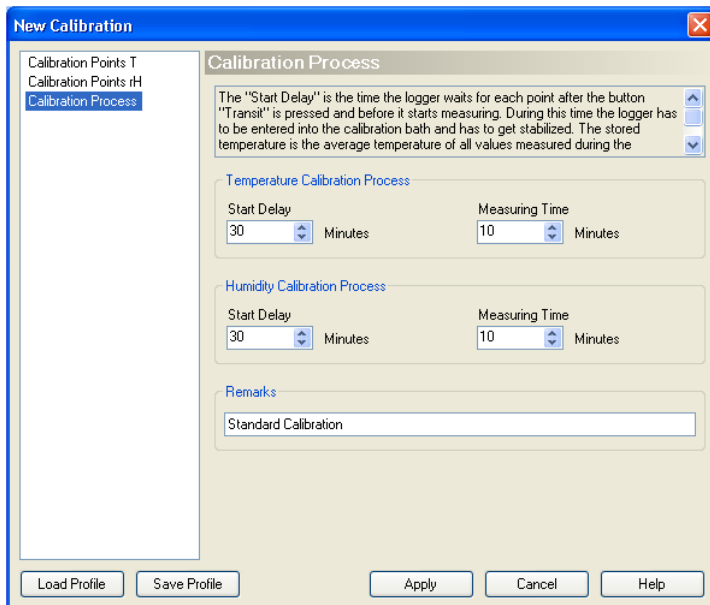 New Calibration
Calibration Points T
Calibration Points rH
Calibration Process
Calibration Process
The "Start Delay" is the time the logger waits for each point after the button
"Transit" is pressed and before it starts measuring. During this time the logger has
to be entered into the calibration bath and has to get stabilized. The stored
temperature is the average temperature of all values measured during the
Temperature Calibration Process
Start Delay Measuring Time
30 Minutes 10 Minutes
Humidity Calibration Process
Start Delay Measuring Time
30 Minutes 10 Minutes
Remarks
Standard Calibration
Load Profile Save Profile Apply Cancel Help